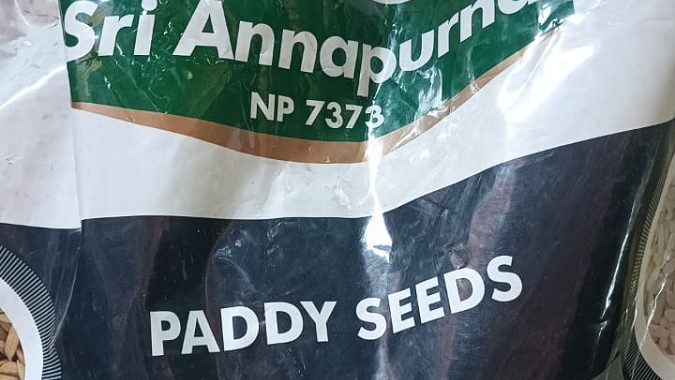 Sri Annapurna
NP 7373
PADDY SEEDS